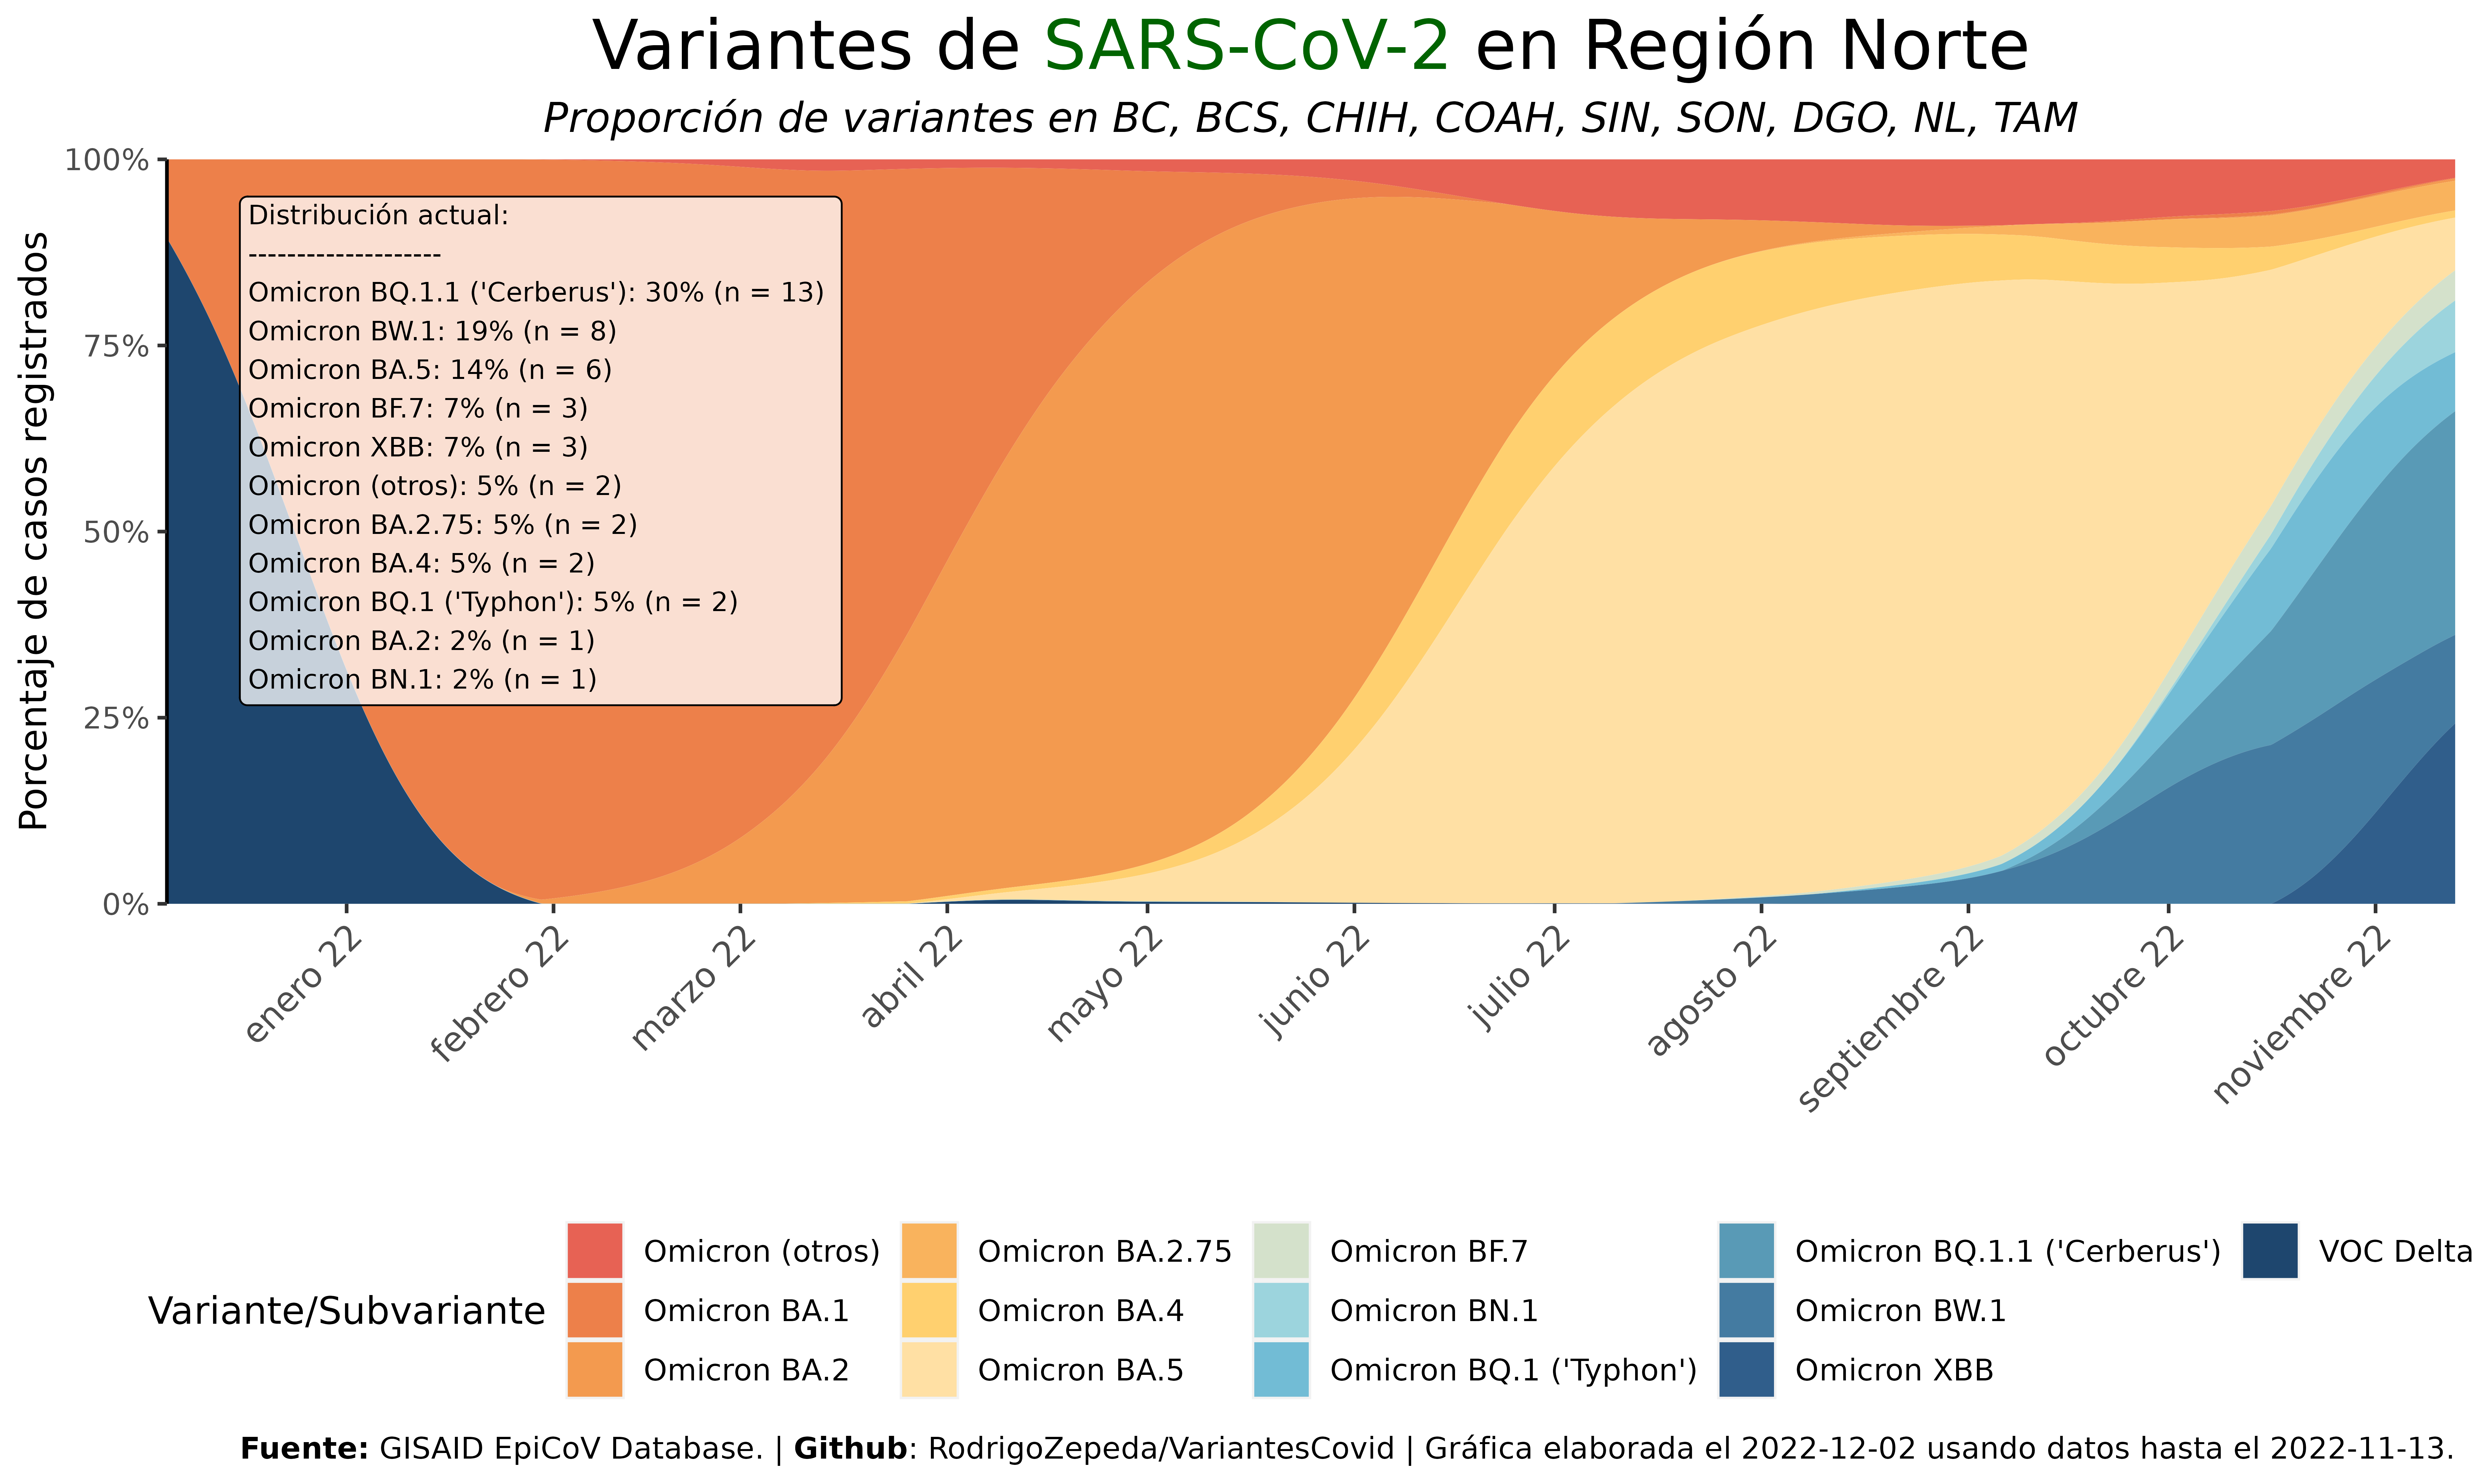 Variantes de SARS-CoV-2 en Región Norte
Proporción de variantes en BC, BCS, CHIH, COAH, SIN, SON, DGO, NL, TAM
Porcentaje de casos registrados
100%
75%
50%
25%
0%
Distribución actual:
--------------------
Omicron BQ.1.1 ('Cerberus'): 30% (n = 13)
Omicron BW.1: 19% (n = 8)
Omicron BA.5: 14% (n = 6)
Omicron BF.7: 7% (n = 3)
Omicron XBB: 7% (n = 3)
Omicron (otros): 5% (n = 2)
Omicron BA.2.75: 5% (n = 2)
Omicron BA.4: 5% (n = 2)
Omicron BQ.1 ('Typhon'): 5% (n = 2)
Omicron BA.2: 2% (n = 1)
Omicron BN.1: 2% (n = 1)
enero 22
febrero 22
marzo 22
abril 22
mayo 22
junio 22
julio 22
agosto 22
septiembre 22
octubre 22
noviembre 22
Variante/Subvariante
Omicron (otros)
Omicron BA.1
Omicron BA.2
Omicron BA.2.75
Omicron BA.4
Omicron BA.5
Omicron BF.7
Omicron BN.1
Omicron BQ.1 ('Typhon')
Omicron BQ.1.1 ('Cerberus')
Omicron BW.1
Omicron XBB
VOC Delta
Fuente: GISAID EpiCoV Database. | Github: RodrigoZepeda/VariantesCovid | Gráfica elaborada el 2022-12-02 usando datos hasta el 2022-11-13.